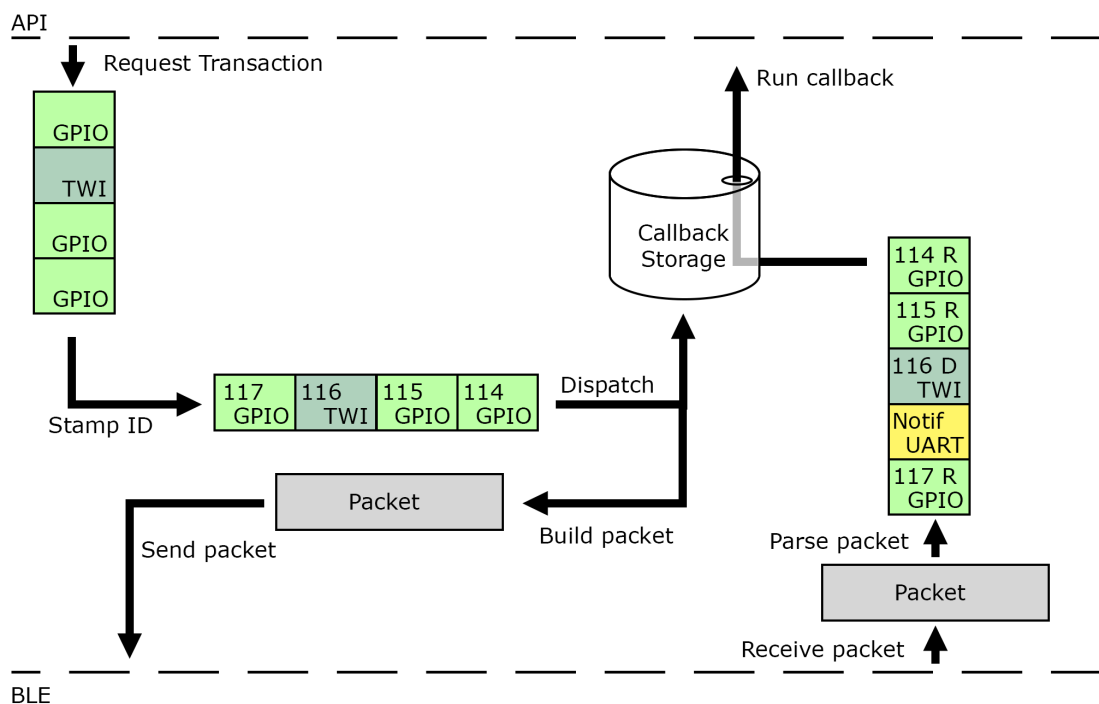 API
Request Transaction
GPIO
TWI
GPIO
GPIO
Stamp ID
117
GPIO
116
TWI
115
GPIO
114
GPIO
Dispatch
Build packet
Packet
Send packet
Callback
Storage
Run callback
114 R
GPIO
115 R
GPIO
116 D
TWI
Notif
UART
117 R
GPIO
Parse packet
Packet
Receive packet
BLE